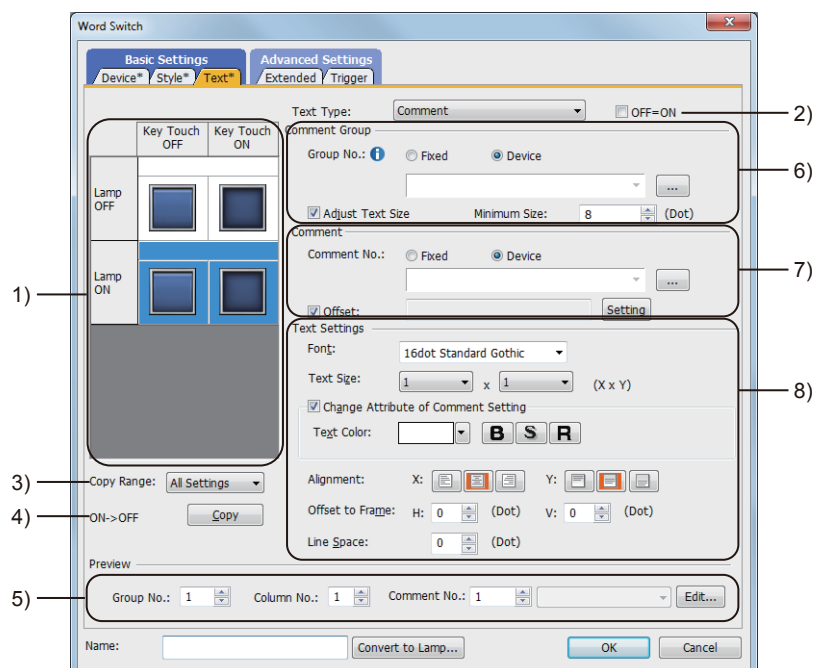 Word Switch
Basic Settings
Advanced Settings
Device* Style* Text* Extended Trigger
Text Type: Comment OFF=ON 2)
Key Touch OFF
Key Touch ON
Lamp OFF
Lamp ON
1)
Comment Group
Group No.: Fixed Device
...
6)
Adjust Text Size Minimum Size: 8 (Dot)
Comment
Comment No.: Fixed Device
7)
...
Offset: Setting
Text Settings
Font: 16dot Standard Gothic
Text Size: 1 x 1 (X x Y)
8)
Change Attribute of Comment Setting
Text Color: B S R
Alignment: X: Y:
Offset to Frame: H: 0 (Dot) V: 0 (Dot)
Line Space: 0 (Dot)
3) Copy Range: All Settings
4) ON->OFF Copy
Preview
5) Group No.: 1 Column No.: 1 Comment No.: 1 Edit...
Name: Convert to Lamp... OK Cancel